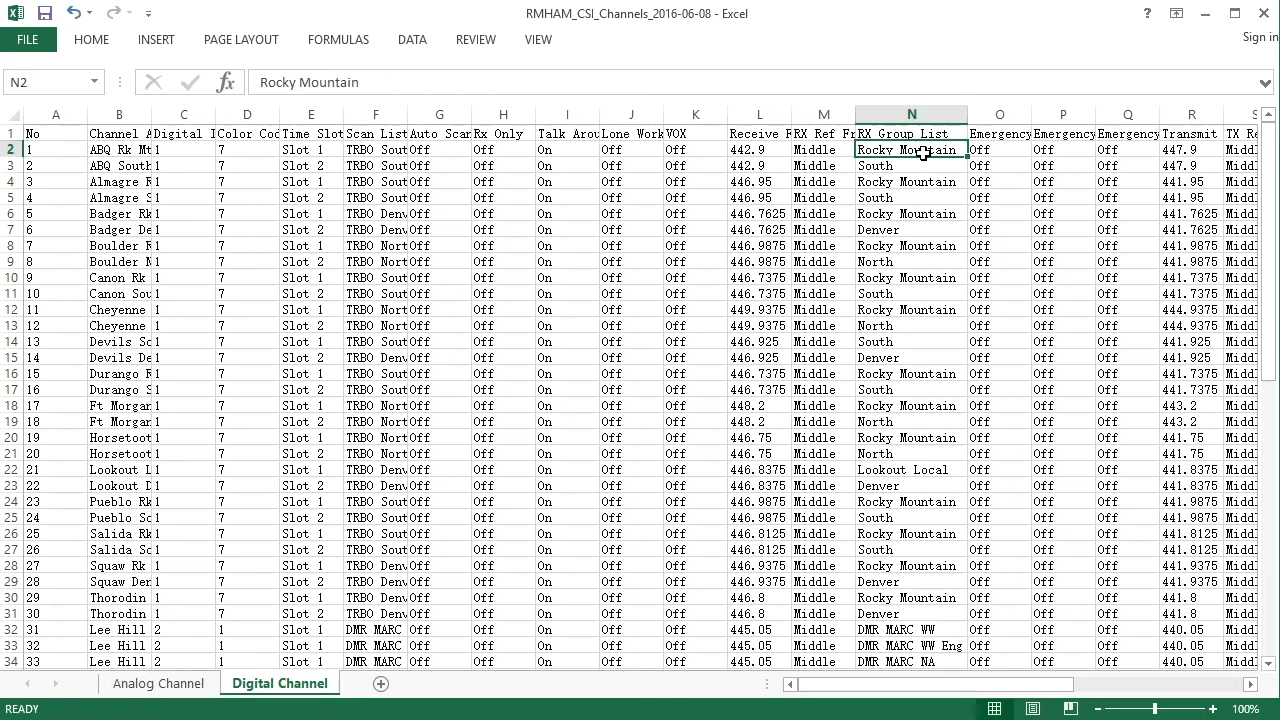 RMHAM_CSI_Channels_2016-06-08 - Excel
FILE HOME INSERT PAGE LAYOUT FORMULAS DATA REVIEW VIEW Sign in
N2 fx Rocky Mountain
A B C D E F G H I J K L M N O P Q R S
1 No Channel A Digital I Color Coc Time Slot Scan List Auto Scar Rx Only Talk Arou Lone Work VOX Receive F RX Ref Fr RX Group List Emergency Emergency Emergency Transmit TX Re
2 1 ABQ Rk Mt 1 7 Slot 1 TRBO Sout Off Off On Off Off 442.9 Middle Rocky Mountain Off Off Off 447.9 Middl
3 2 ABQ South 1 7 Slot 2 TRBO Sout Off Off On Off Off 442.9 Middle South Off Off Off 447.9 Middl
4 3 Almagre R 1 7 Slot 1 TRBO Sout Off Off On Off Off 446.95 Middle Rocky Mountain Off Off Off 441.95 Middl
5 4 Almagre S 1 7 Slot 2 TRBO Sout Off Off On Off Off 446.95 Middle South Off Off Off 441.95 Middl
6 5 Badger Rk 1 7 Slot 1 TRBO Denv Off Off On Off Off 446.7625 Middle Rocky Mountain Off Off Off 441.7625 Middl
7 6 Badger De 1 7 Slot 2 TRBO Denv Off Off On Off Off 446.7625 Middle Denver Off Off Off 441.7625 Middl
8 7 Boulder R 1 7 Slot 1 TRBO Nort Off Off On Off Off 446.9875 Middle Rocky Mountain Off Off Off 441.9875 Middl
9 8 Boulder N 1 7 Slot 2 TRBO Nort Off Off On Off Off 446.9875 Middle North Off Off Off 441.9875 Middl
10 9 Canon Rk 1 7 Slot 1 TRBO Sout Off Off On Off Off 446.7375 Middle Rocky Mountain Off Off Off 441.7375 Middl
11 10 Canon Sou 1 7 Slot 2 TRBO Sout Off Off On Off Off 446.7375 Middle South Off Off Off 441.7375 Middl
12 11 Cheyenne 1 7 Slot 1 TRBO Nort Off Off On Off Off 449.9375 Middle Rocky Mountain Off Off Off 444.9375 Middl
13 12 Cheyenne 1 7 Slot 2 TRBO Nort Off Off On Off Off 449.9375 Middle North Off Off Off 444.9375 Middl
14 13 Devils So 1 7 Slot 1 TRBO Sout Off Off On Off Off 446.925 Middle South Off Off Off 441.925 Middl
15 14 Devils De 1 7 Slot 2 TRBO Denv Off Off On Off Off 446.925 Middle Denver Off Off Off 441.925 Middl
16 15 Durango R 1 7 Slot 1 TRBO Sout Off Off On Off Off 446.7375 Middle Rocky Mountain Off Off Off 441.7375 Middl
17 16 Durango S 1 7 Slot 2 TRBO Sout Off Off On Off Off 446.7375 Middle South Off Off Off 441.7375 Middl
18 17 Ft Morgan 1 7 Slot 1 TRBO Nort Off Off On Off Off 448.2 Middle Rocky Mountain Off Off Off 443.2 Middl
19 18 Ft Morgan 1 7 Slot 2 TRBO Nort Off Off On Off Off 448.2 Middle North Off Off Off 443.2 Middl
20 19 Horsetoot 1 7 Slot 1 TRBO Nort Off Off On Off Off 446.75 Middle Rocky Mountain Off Off Off 441.75 Middl
21 20 Horsetoot 1 7 Slot 2 TRBO Nort Off Off On Off Off 446.75 Middle North Off Off Off 441.75 Middl
22 21 Lookout L 1 7 Slot 1 TRBO Denv Off Off On Off Off 446.8375 Middle Lookout Local Off Off Off 441.8375 Middl
23 22 Lookout D 1 7 Slot 2 TRBO Denv Off Off On Off Off 446.8375 Middle Denver Off Off Off 441.8375 Middl
24 23 Pueblo Rk 1 7 Slot 1 TRBO Sout Off Off On Off Off 446.9875 Middle Rocky Mountain Off Off Off 441.9875 Middl
25 24 Pueblo So 1 7 Slot 2 TRBO Sout Off Off On Off Off 446.9875 Middle South Off Off Off 441.9875 Middl
26 25 Salida Rk 1 7 Slot 1 TRBO Sout Off Off On Off Off 446.8125 Middle Rocky Mountain Off Off Off 441.8125 Middl
27 26 Salida So 1 7 Slot 2 TRBO Sout Off Off On Off Off 446.8125 Middle South Off Off Off 441.8125 Middl
28 27 Squaw Rk 1 7 Slot 1 TRBO Denv Off Off On Off Off 446.9375 Middle Rocky Mountain Off Off Off 441.9375 Middl
29 28 Squaw Den 1 7 Slot 2 TRBO Denv Off Off On Off Off 446.9375 Middle Denver Off Off Off 441.9375 Middl
30 29 Thorodin 1 7 Slot 1 TRBO Denv Off Off On Off Off 446.8 Middle Rocky Mountain Off Off Off 441.8 Middl
31 30 Thorodin 1 7 Slot 2 TRBO Denv Off Off On Off Off 446.8 Middle Denver Off Off Off 441.8 Middl
32 31 Lee Hill 2 1 Slot 1 DMR MARC Off Off On Off Off 445.05 Middle DMR MARC WW Off Off Off 440.05 Middl
33 32 Lee Hill 2 1 Slot 1 DMR MARC Off Off On Off Off 445.05 Middle DMR MARC WW Eng Off Off Off 440.05 Middl
34 33 Lee Hill 2 1 Slot 1 DMR MARC Off Off On Off Off 445.05 Middle DMR MARC NA Off Off Off 440.05 Middl
Analog Channel Digital Channel
READY 100%